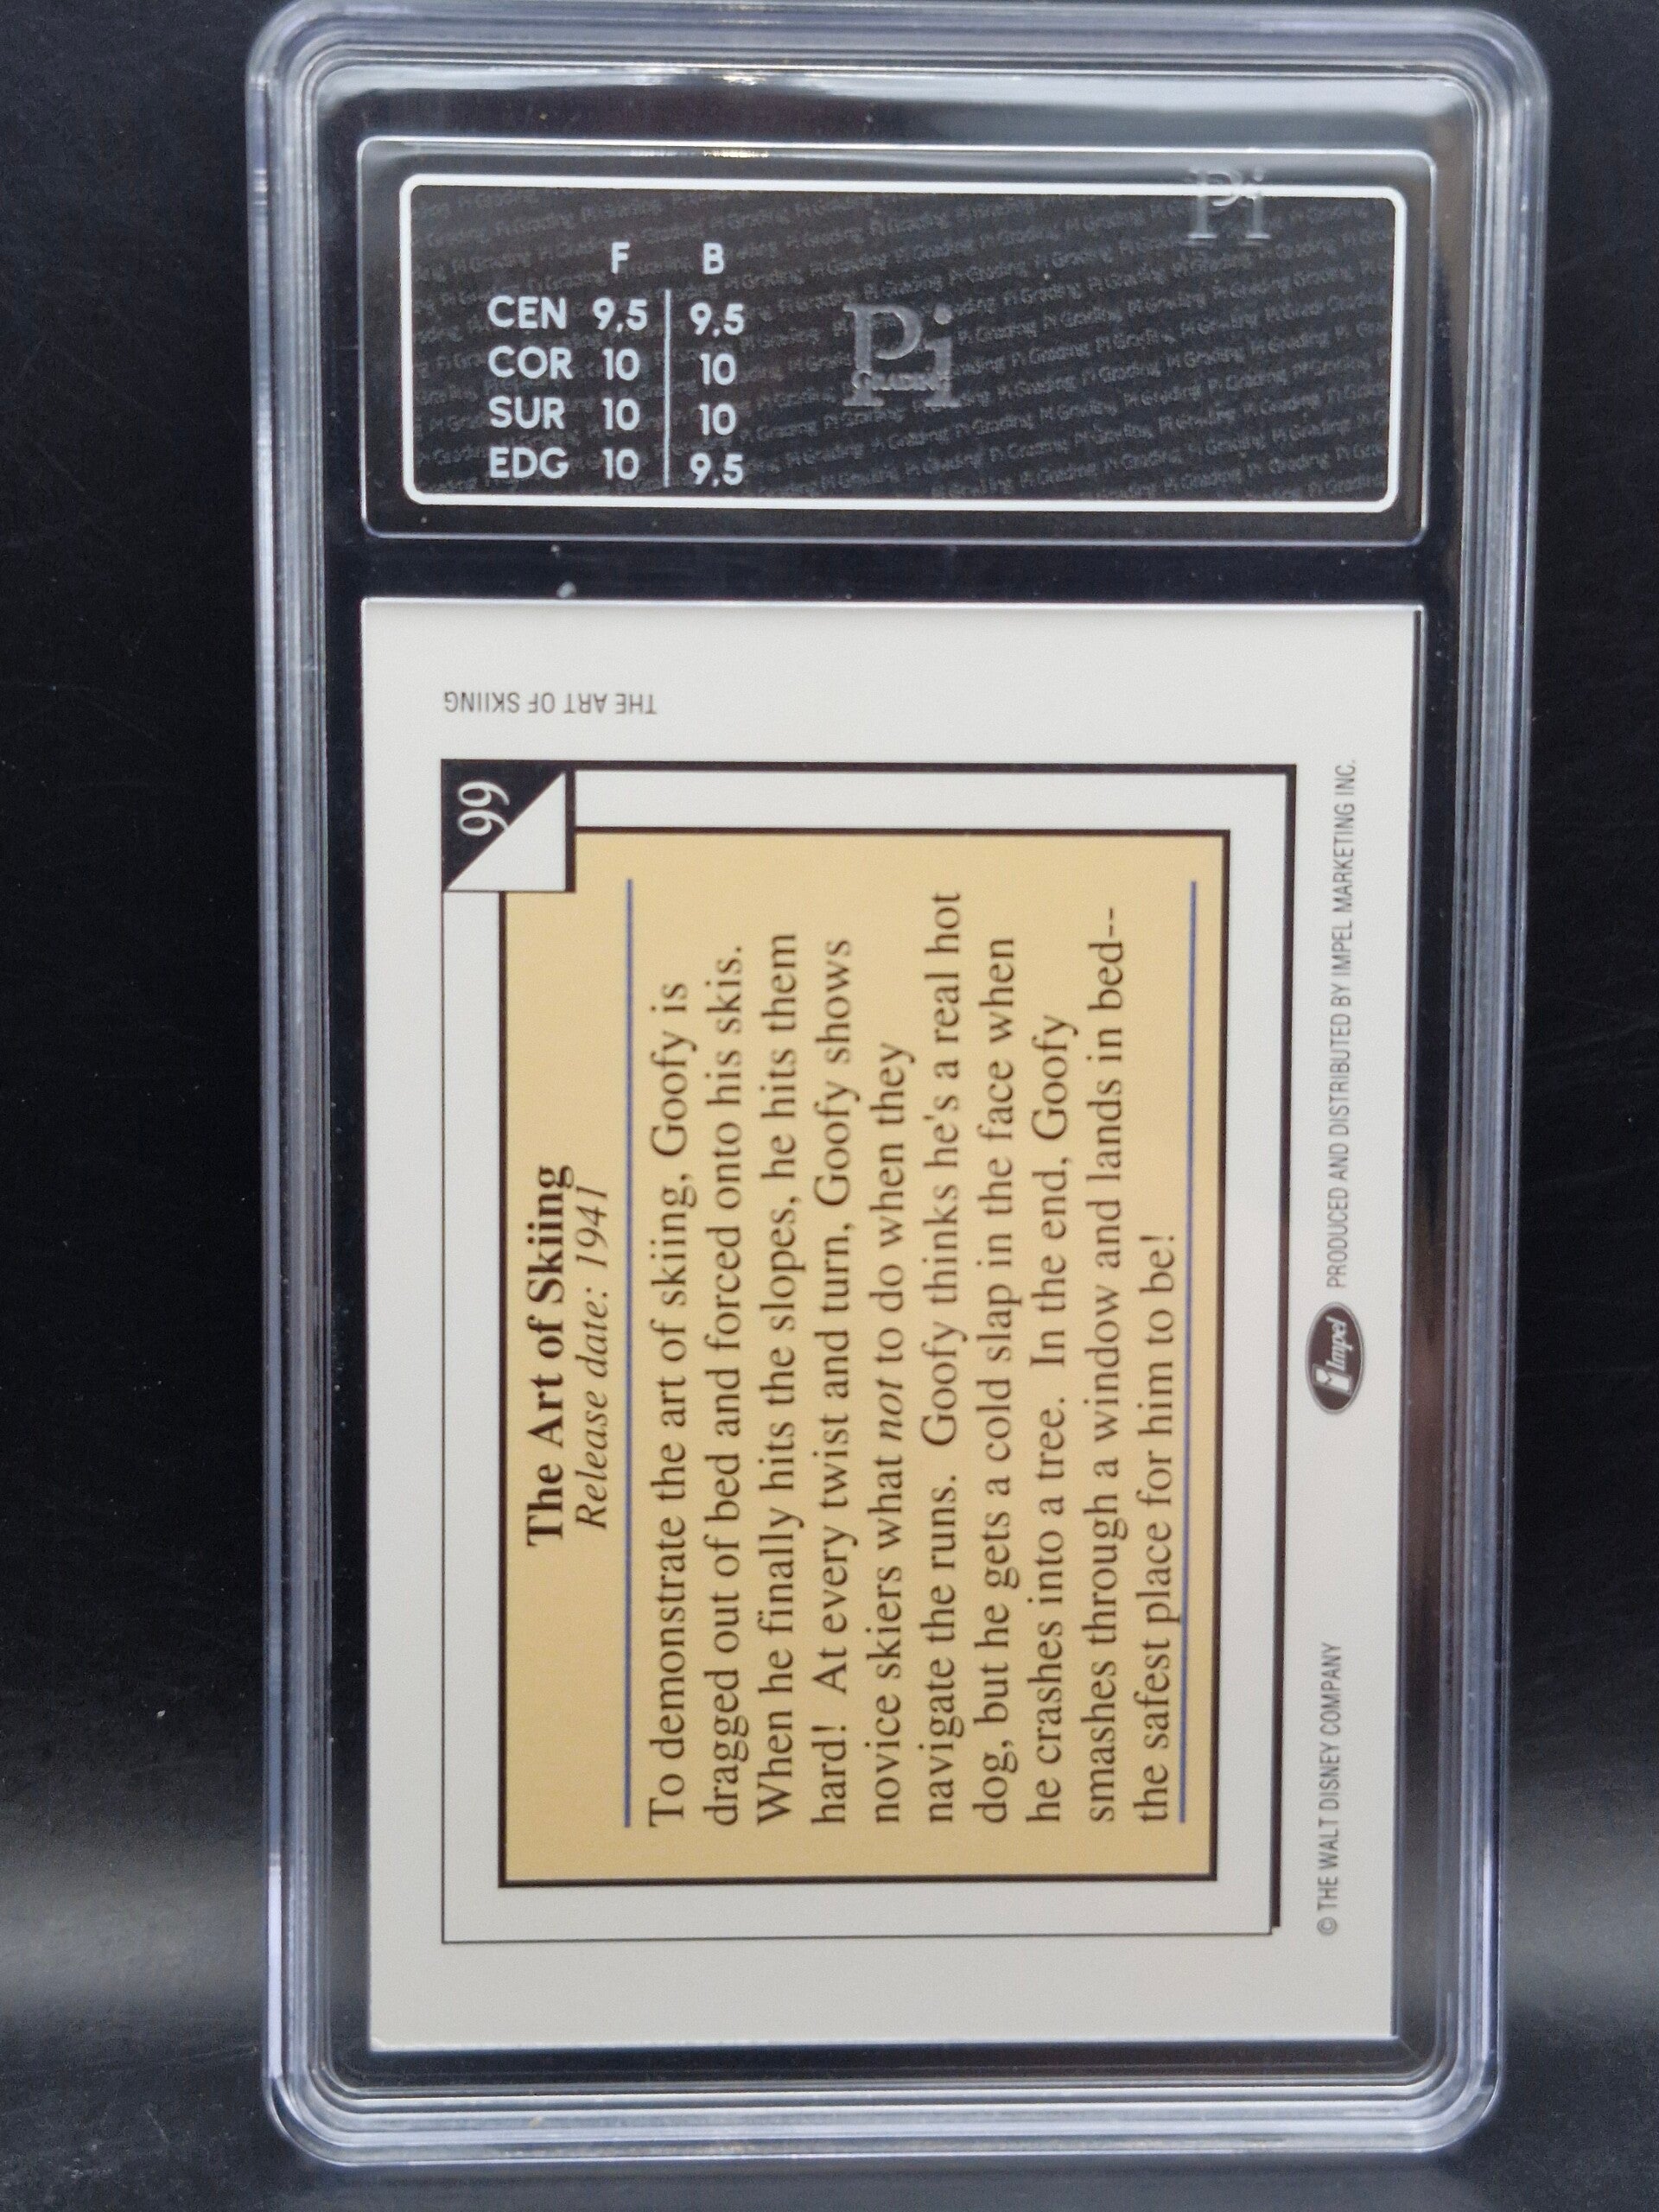 F B
CEN 9.5 9.5
COR 10 10
SUR 10 10
EDG 10 9.5
Pi
GRADING
Pi
THE ART OF SKIING
99
The Art of Skiing
Release date: 1941
To demonstrate the art of skiing, Goofy is
dragged out of bed and forced onto his skis.
When he finally hits the slopes, he hits them
hard! At every twist and turn, Goofy shows
novice skiers what not to do when they
navigate the runs. Goofy thinks he's a real hot
dog, but he gets a cold slap in the face when
he crashes into a tree. In the end, Goofy
smashes through a window and lands in bed--
the safest place for him to be!
© THE WALT DISNEY COMPANY
Impel
PRODUCED AND DISTRIBUTED BY IMPEL MARKETING INC.